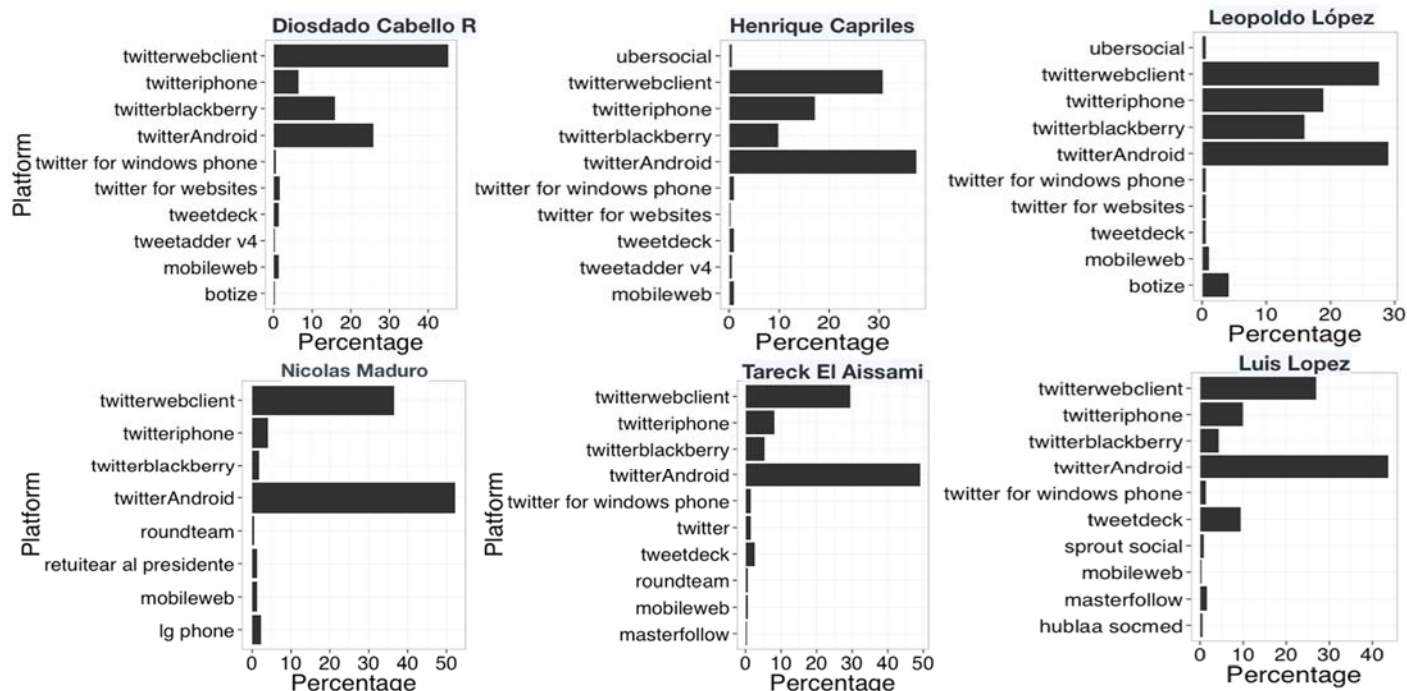 Diosdado Cabello R
Platform
twitterwebclient
twitteriphone
twitterblackberry
twitterAndroid
twitter for windows phone
twitter for websites
tweetdeck
tweetadder v4
mobileweb
botize
0 10 20 30 40
Percentage
Henrique Capriles
ubersocial
twitterwebclient
twitteriphone
twitterblackberry
twitterAndroid
twitter for windows phone
twitter for websites
tweetdeck
tweetadder v4
mobileweb
0 10 20 30
Percentage
Leopoldo López
ubersocial
twitterwebclient
twitteriphone
twitterblackberry
twitterAndroid
twitter for windows phone
twitter for websites
tweetdeck
mobileweb
botize
0 10 20 30
Percentage
Nicolas Maduro
Platform
twitterwebclient
twitteriphone
twitterblackberry
twitterAndroid
roundteam
retuitear al presidente
mobileweb
lg phone
0 10 20 30 40 50
Percentage
Tareck El Aissami
Platform
twitterwebclient
twitteriphone
twitterblackberry
twitterAndroid
twitter for windows phone
twitter
tweetdeck
roundteam
mobileweb
masterfollow
0 10 20 30 40 50
Percentage
Luis Lopez
twitterwebclient
twitteriphone
twitterblackberry
twitterAndroid
twitter for windows phone
tweetdeck
sprout social
mobileweb
masterfollow
hublaa socmed
0 10 20 30 40
Percentage